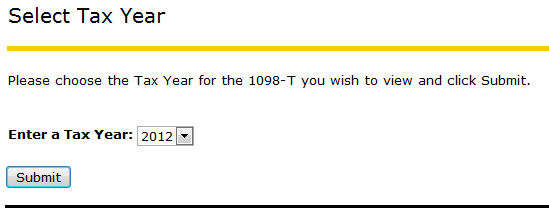 Select Tax Year
Please choose the Tax Year for the 1098-T you wish to view and click Submit.
Enter a Tax Year: 2012
Submit